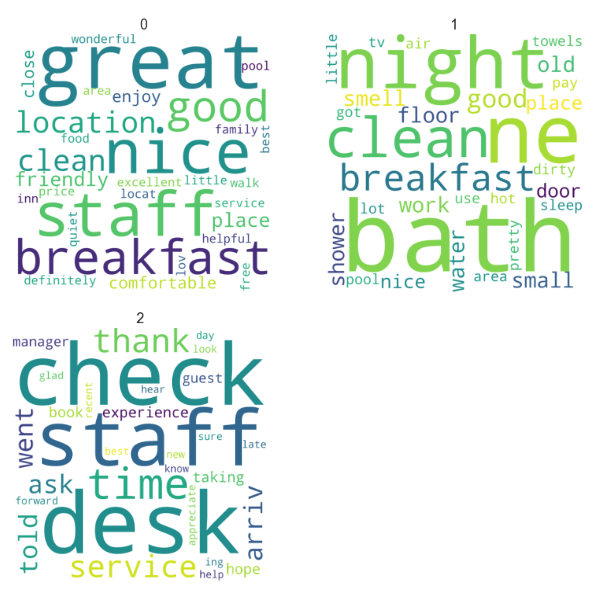 0
wonderful
great
close
pool
area
enjoy
good
location
family
best
food
nice
clean
friendly
excellent
little
walk
inn
price
locat
service
staff
place
quiet
helpful
breakfast
lov
free
definitely
comfortable
1
little
tv
air
towels
night
old
smell
good
pay
place
got
floor
clean
ne
breakfast
dirty
door
lot
work
use
hot
sleep
bath
shower
water
pretty
pool
nice
area
small
2
manager
thank
day
look
check
glad
hear
guest
book
recent
experience
went
staff
sure
late
best
new
know
ask
time
taking
forward
appreciate
told
desk
arriv
service
ing
help
hope